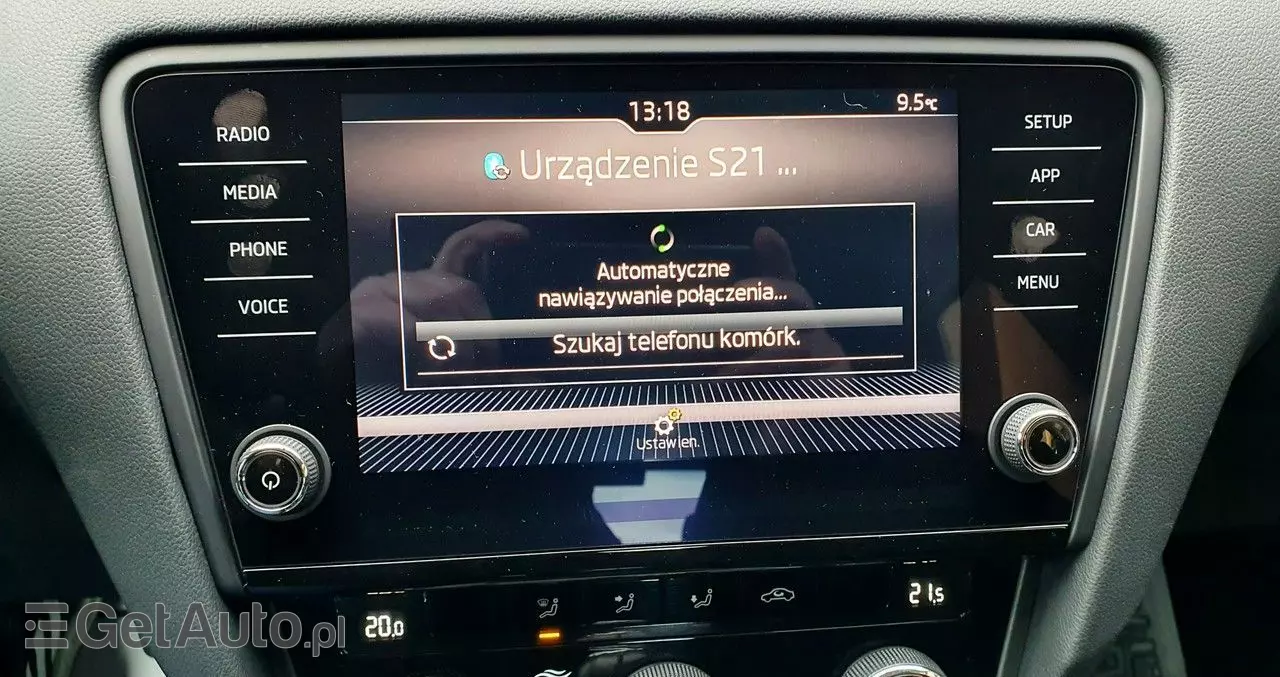 13:18
9.5°C
RADIO
MEDIA
PHONE
VOICE
Urządzenie S21 ...
Automatyczne
nawiązywanie połączenia...
Szukaj telefonu komórk.
Ustawien.
SETUP
APP
CAR
MENU
20,0
21,5
GetAuto.pl